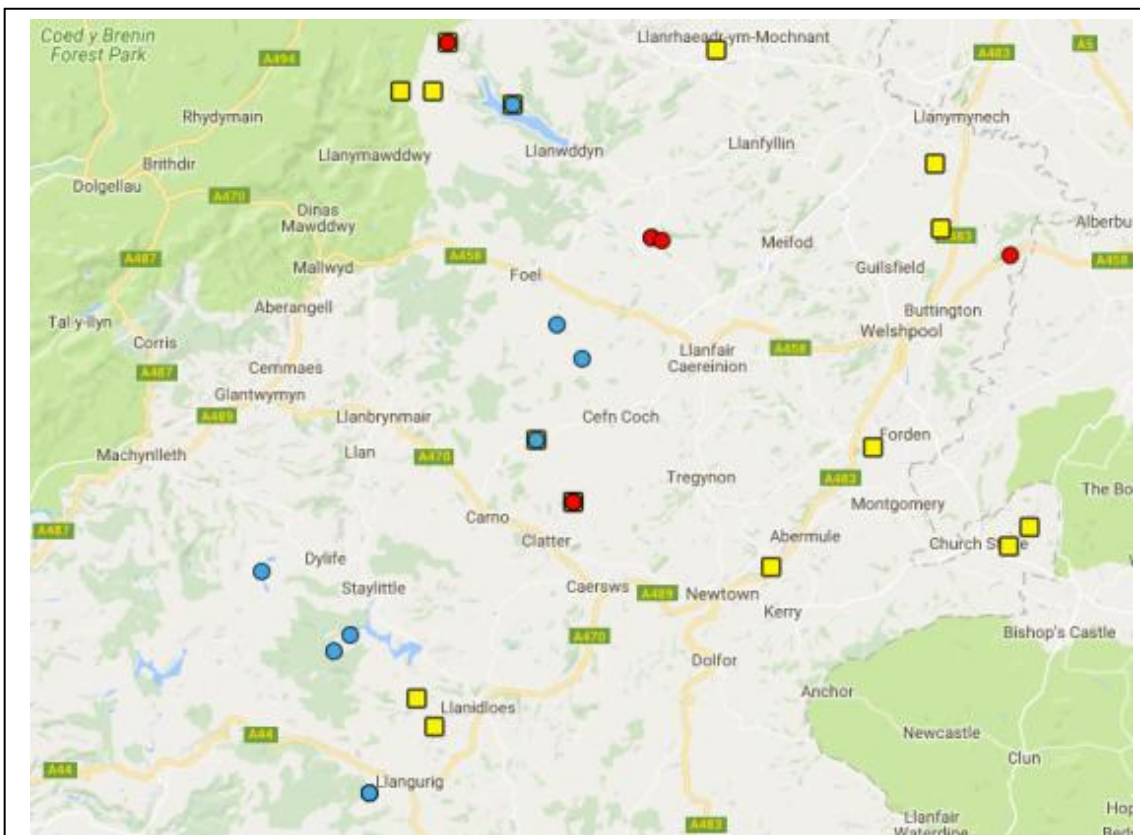 Coed y Brenin
Forest Park
Llanrhaeadr-ym-Mochnant
A483
A5
A494
Rhydymain
Llanymynech
Llanymawddwy
Llanwddyn
Llanfyllin
Brithdir
Dolgellau
A470
Dinas
Mawddwy
Alberbu
A483
Meifod
A487
A458
Mallwyd
Foel
Guilsfield
A458
Aberangell
Buttington
Tal-y-llyn
Welshpool
Corris
Llanfair
Caereinion
A458
Cemmaes
A487
Glantwymyn
A489
Llanbrynmair
Cefn Coch
Forden
Machynlleth
Llan
A470
Tregynon
A483
The Bo
Montgomery
Carno
A487
Clatter
Abermule
Dylife
Staylittle
Caersws
A489
Newtown
Kerry
A470
Bishop's Castle
Dolfor
Anchor
Llanidloes
A44
Newcastle
Clun
A44
Llangurig
Hop
A483
Llanfair
Waterdine